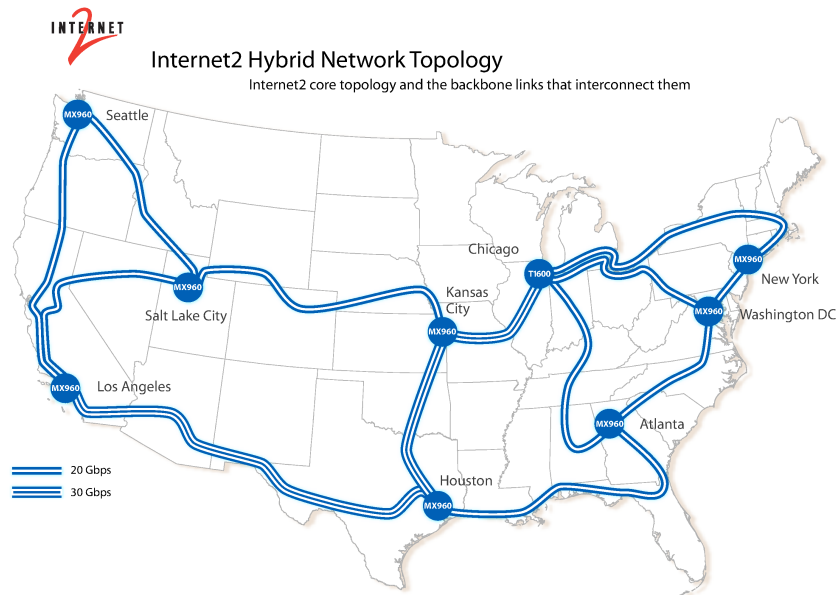 INTERNET
2
Internet2 Hybrid Network Topology
Internet2 core topology and the backbone links that interconnect them
MX960
Seattle
Chicago
T1600
MX960
New York
MX960
Salt Lake City
Kansas
City
MX960
MX960
Washington DC
MX960
Los Angeles
MX960
Atlanta
20 Gbps
30 Gbps
Houston
MX960